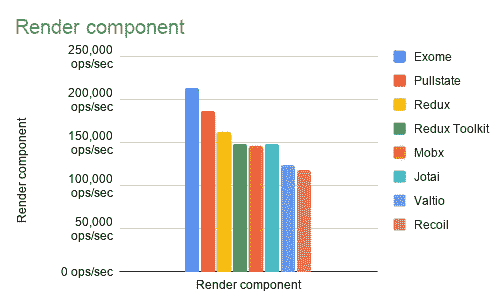 Render component
250,000
ops/sec
200,000
ops/sec
150,000
ops/sec
100,000
ops/sec
50,000
ops/sec
0 ops/sec
Render component
Render component
Exome
Pullstate
Redux
Redux Toolkit
Mobx
Jotai
Valtio
Recoil